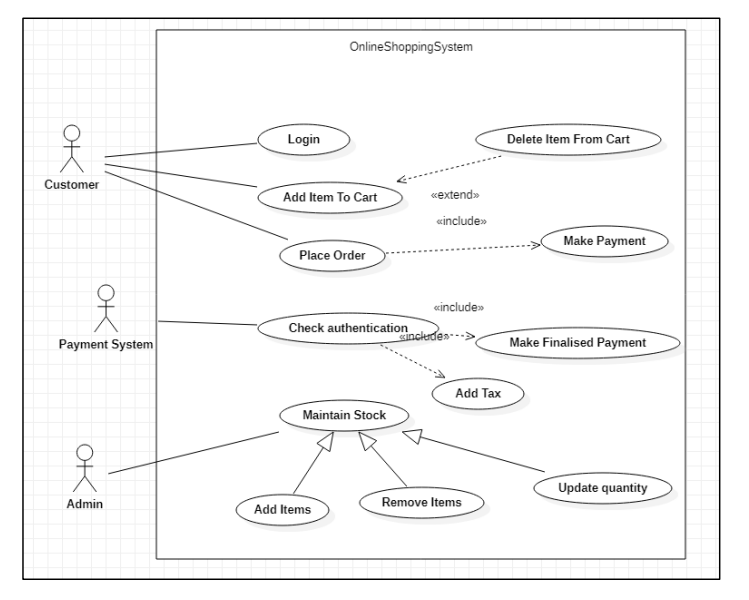 OnlineShoppingSystem
Login
Delete Item From Cart
Customer
Add Item To Cart
«extend»
«include»
Make Payment
Place Order
«include»
Check authentication
«include»
Payment System
Make Finalised Payment
Add Tax
Maintain Stock
Admin
Update quantity
Add Items
Remove Items